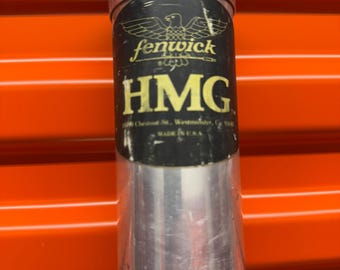 fenwick
HMG
Chestnut St., Westminster, Ca.
MADE IN U.S.A.